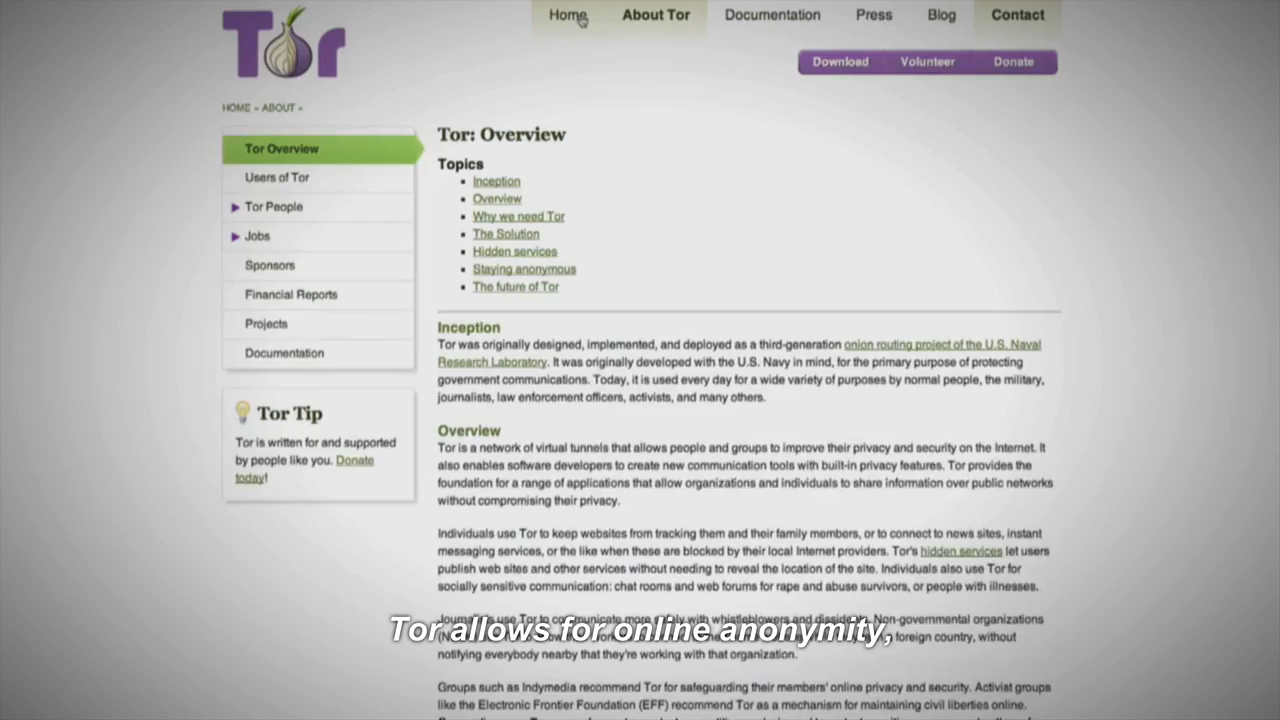 Tor
Home About Tor Documentation Press Blog Contact
Download Volunteer Donate
HOME » ABOUT »
Tor Overview
Users of Tor
Tor People
Jobs
Sponsors
Financial Reports
Projects
Documentation
Tor Tip
Tor is written for and supported
by people like you. Donate
today!
Tor: Overview
Topics
Inception
Overview
Why we need Tor
The Solution
Hidden services
Staying anonymous
The future of Tor
Inception
Tor was originally designed, implemented, and deployed as a third-generation onion routing project of the U.S. Naval
Research Laboratory. It was originally developed with the U.S. Navy in mind, for the primary purpose of protecting
government communications. Today, it is used every day for a wide variety of purposes by normal people, the military,
journalists, law enforcement officers, activists, and many others.
Overview
Tor is a network of virtual tunnels that allows people and groups to improve their privacy and security on the Internet. It
also enables software developers to create new communication tools with built-in privacy features. Tor provides the
foundation for a range of applications that allow organizations and individuals to share information over public networks
without compromising their privacy.
Individuals use Tor to keep websites from tracking them and their family members, or to connect to news sites, instant
messaging services, or the like when these are blocked by their local Internet providers. Tor's hidden services let users
publish web sites and other services without needing to reveal the location of the site. Individuals also use Tor for
socially sensitive communication: chat rooms and web forums for rape and abuse survivors, or people with illnesses.
Journalists use Tor to communicate more safely with whistleblowers and dissidents. Non-governmental organizations
foreign country, without
notifying everybody nearby that they're working with that organization.
Groups such as Indymedia recommend Tor for safeguarding their members' online privacy and security. Activist groups
like the Electronic Frontier Foundation (EFF) recommend Tor as a mechanism for maintaining civil liberties online.
Tor allows for online anonymity,